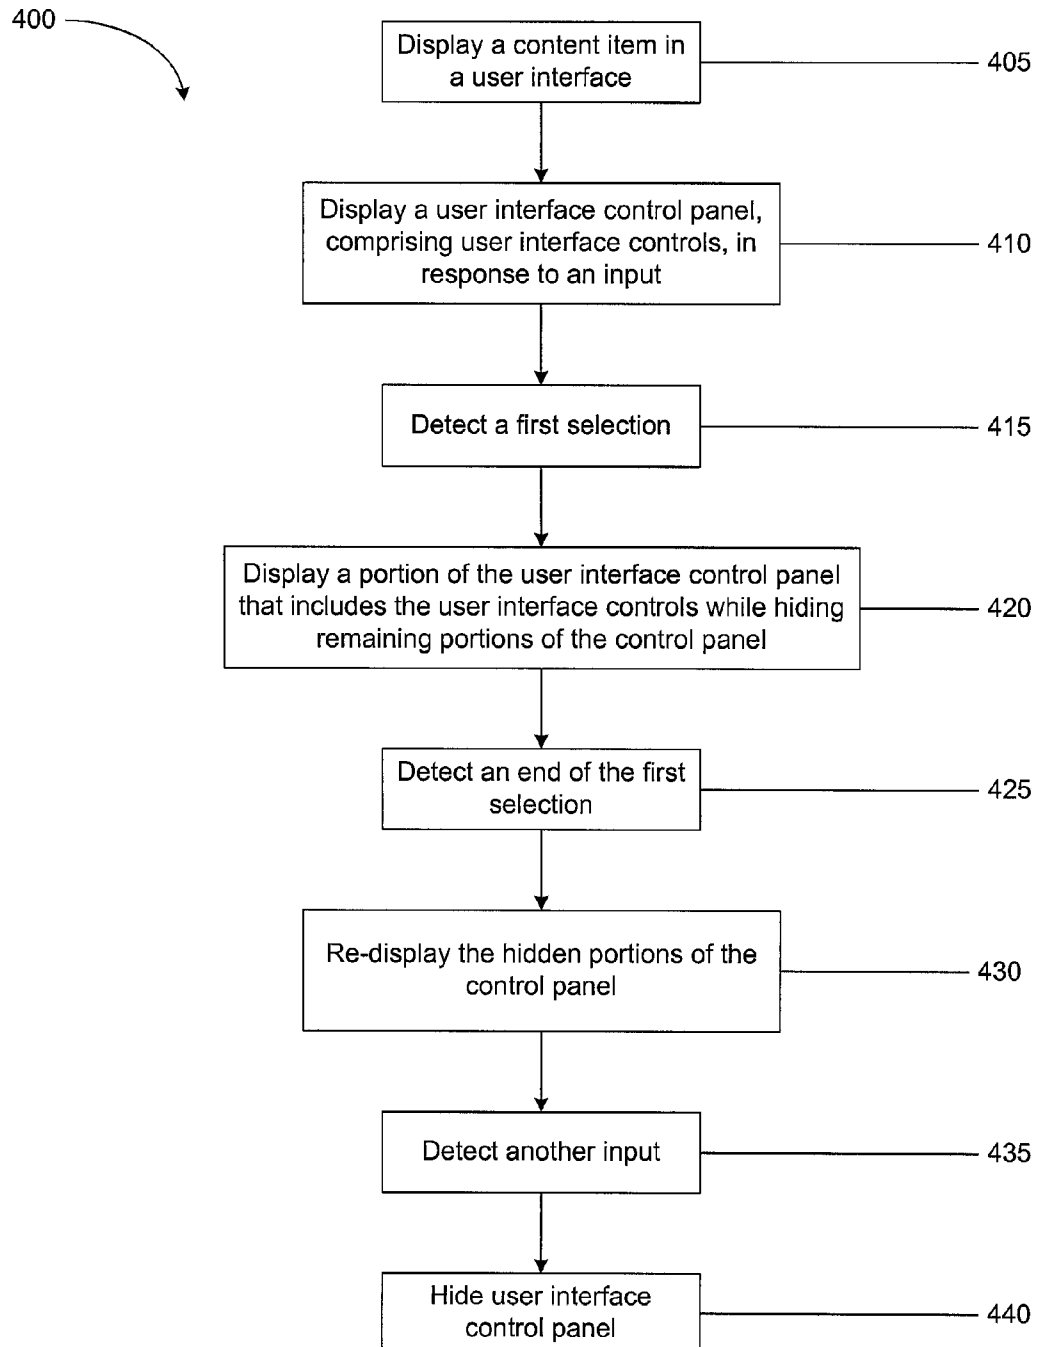 400
Display a content item in
a user interface
405
Display a user interface control panel,
comprising user interface controls, in
response to an input
410
Detect a first selection
415
Display a portion of the user interface control panel
that includes the user interface controls while hiding
remaining portions of the control panel
420
Detect an end of the first
selection
425
Re-display the hidden portions of the
control panel
430
Detect another input
435
Hide user interface
control panel
440